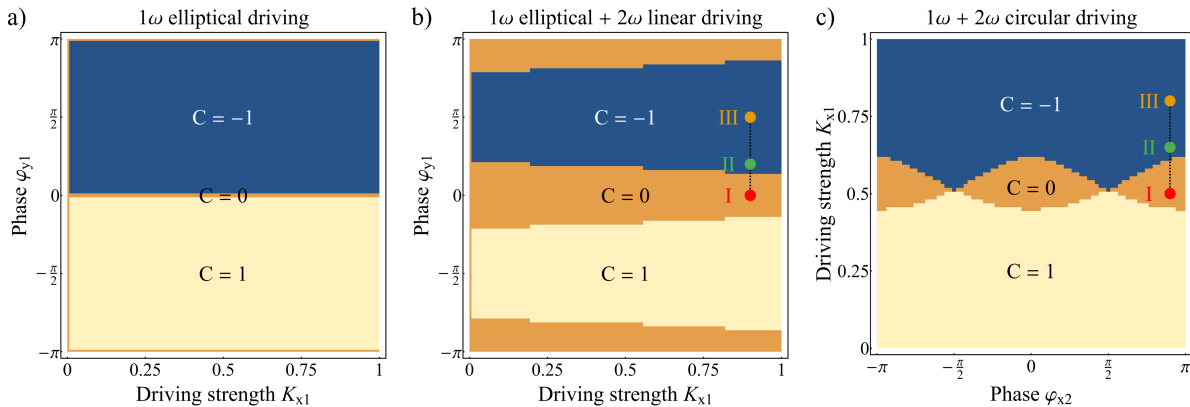 a) 1ω elliptical driving
π
π/2
0
−π/2
−π
Phase φy1
C = −1
C = 0
C = 1
0 0.25 0.5 0.75 1
Driving strength Kx1
b) 1ω elliptical + 2ω linear driving
π
π/2
0
−π/2
−π
Phase φy1
C = −1
C = 0
C = 1
III
II
I
0 0.25 0.5 0.75 1
Driving strength Kx1
c) 1ω + 2ω circular driving
1
0.75
0.5
0.25
0
Driving strength Kx1
C = −1
C = 0
C = 1
III
II
I
−π −π/2 0 π/2 π
Phase φx2